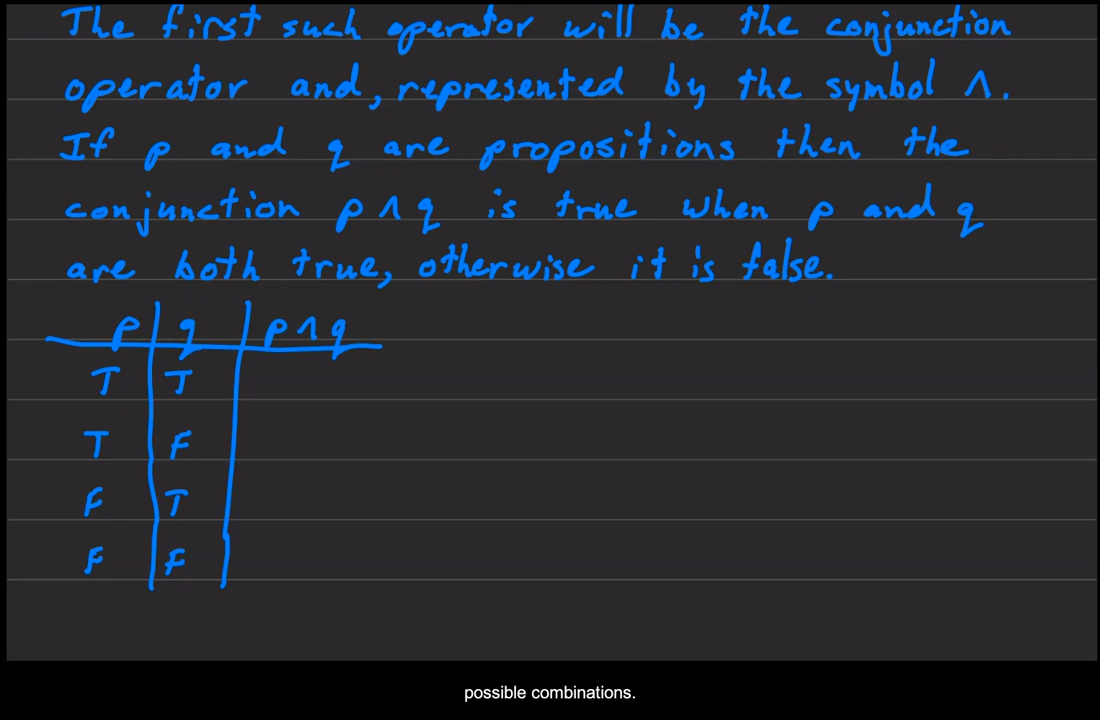 The first such operator will be the conjunction
operator and, represented by the symbol ∧.
If p and q are propositions then the
conjunction p ∧ q is true when p and q
are both true, otherwise it is false.
p q p ∧ q
T T
T F
F T
F F
possible combinations.